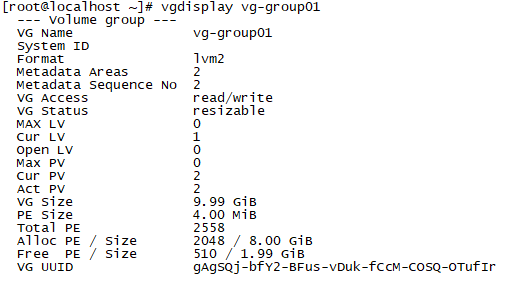 [root@localhost ~]# vgdisplay vg-group01
--- Volume group ---
VG Name vg-group01
System ID
Format lvm2
Metadata Areas 2
Metadata Sequence No 2
VG Access read/write
VG Status resizable
MAX LV 0
Cur LV 1
Open LV 0
Max PV 0
Cur PV 2
Act PV 2
VG Size 9.99 GiB
PE Size 4.00 MiB
Total PE 2558
Alloc PE / Size 2048 / 8.00 GiB
Free PE / Size 510 / 1.99 GiB
VG UUID gAgSQj-bfY2-BFus-vDuk-fCcM-COSQ-OTufIr